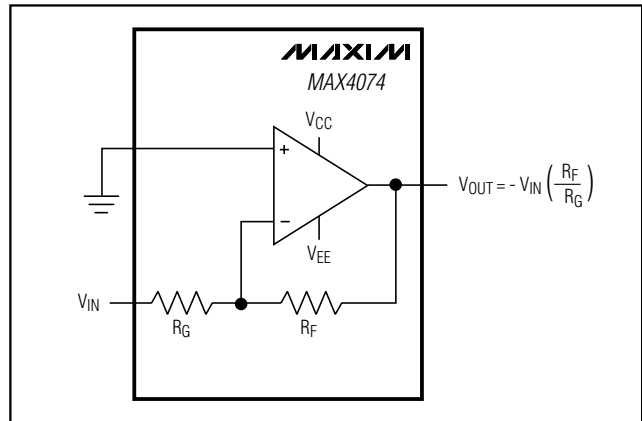 MAXIM
MAX4074
VCC
+
−
VEE
VOUT = - VIN (RF/RG)
VIN
RG
RF